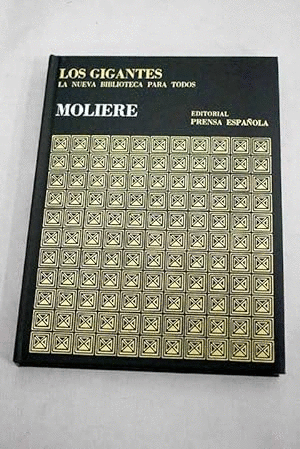 LOS GIGANTES
LA NUEVA BIBLIOTECA PARA TODOS
MOLIERE
EDITORIAL
PRENSA ESPAÑOLA